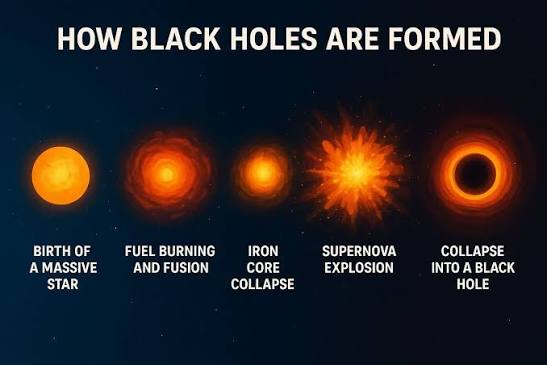 HOW BLACK HOLES ARE FORMED
BIRTH OF
A MASSIVE
STAR
FUEL BURNING
AND FUSION
IRON
CORE
COLLAPSE
SUPERNOVA
EXPLOSION
COLLAPSE
INTO A BLACK
HOLE